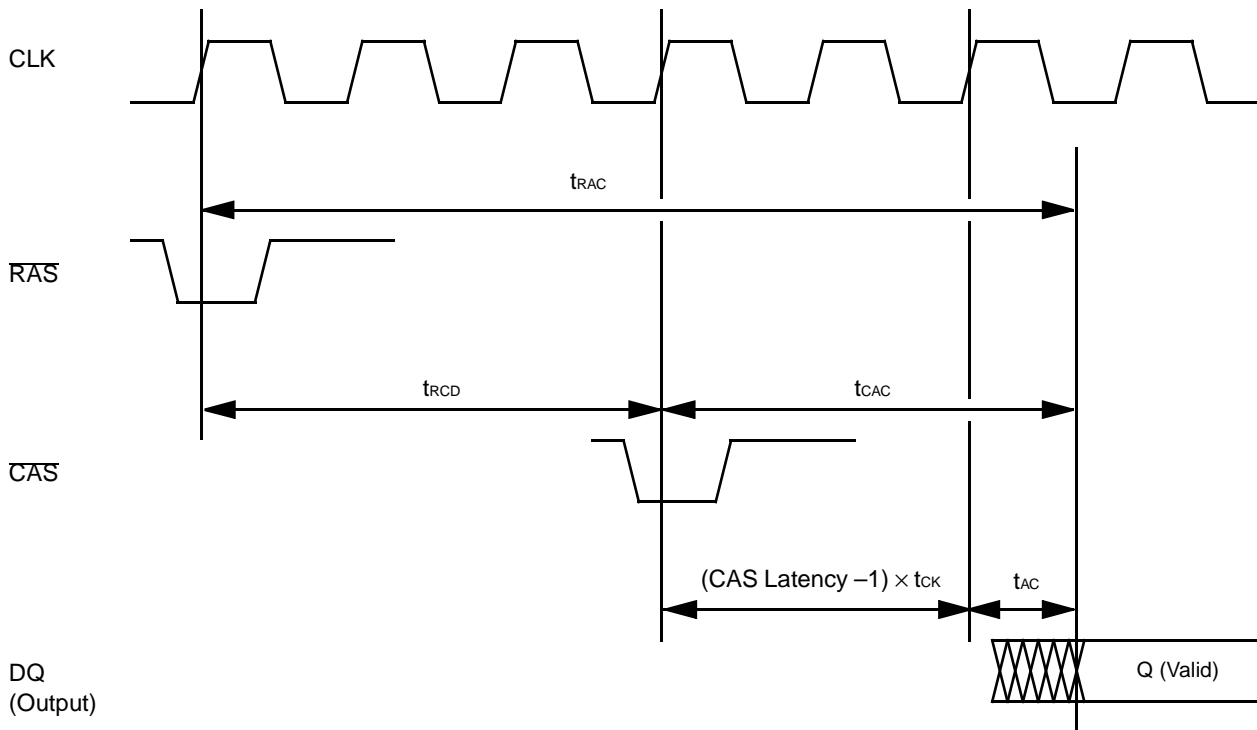 CLK
tRAC
RAS
tRCD
tCAC
CAS
(CAS Latency –1) × tCK
tAC
DQ
(Output)
Q (Valid)